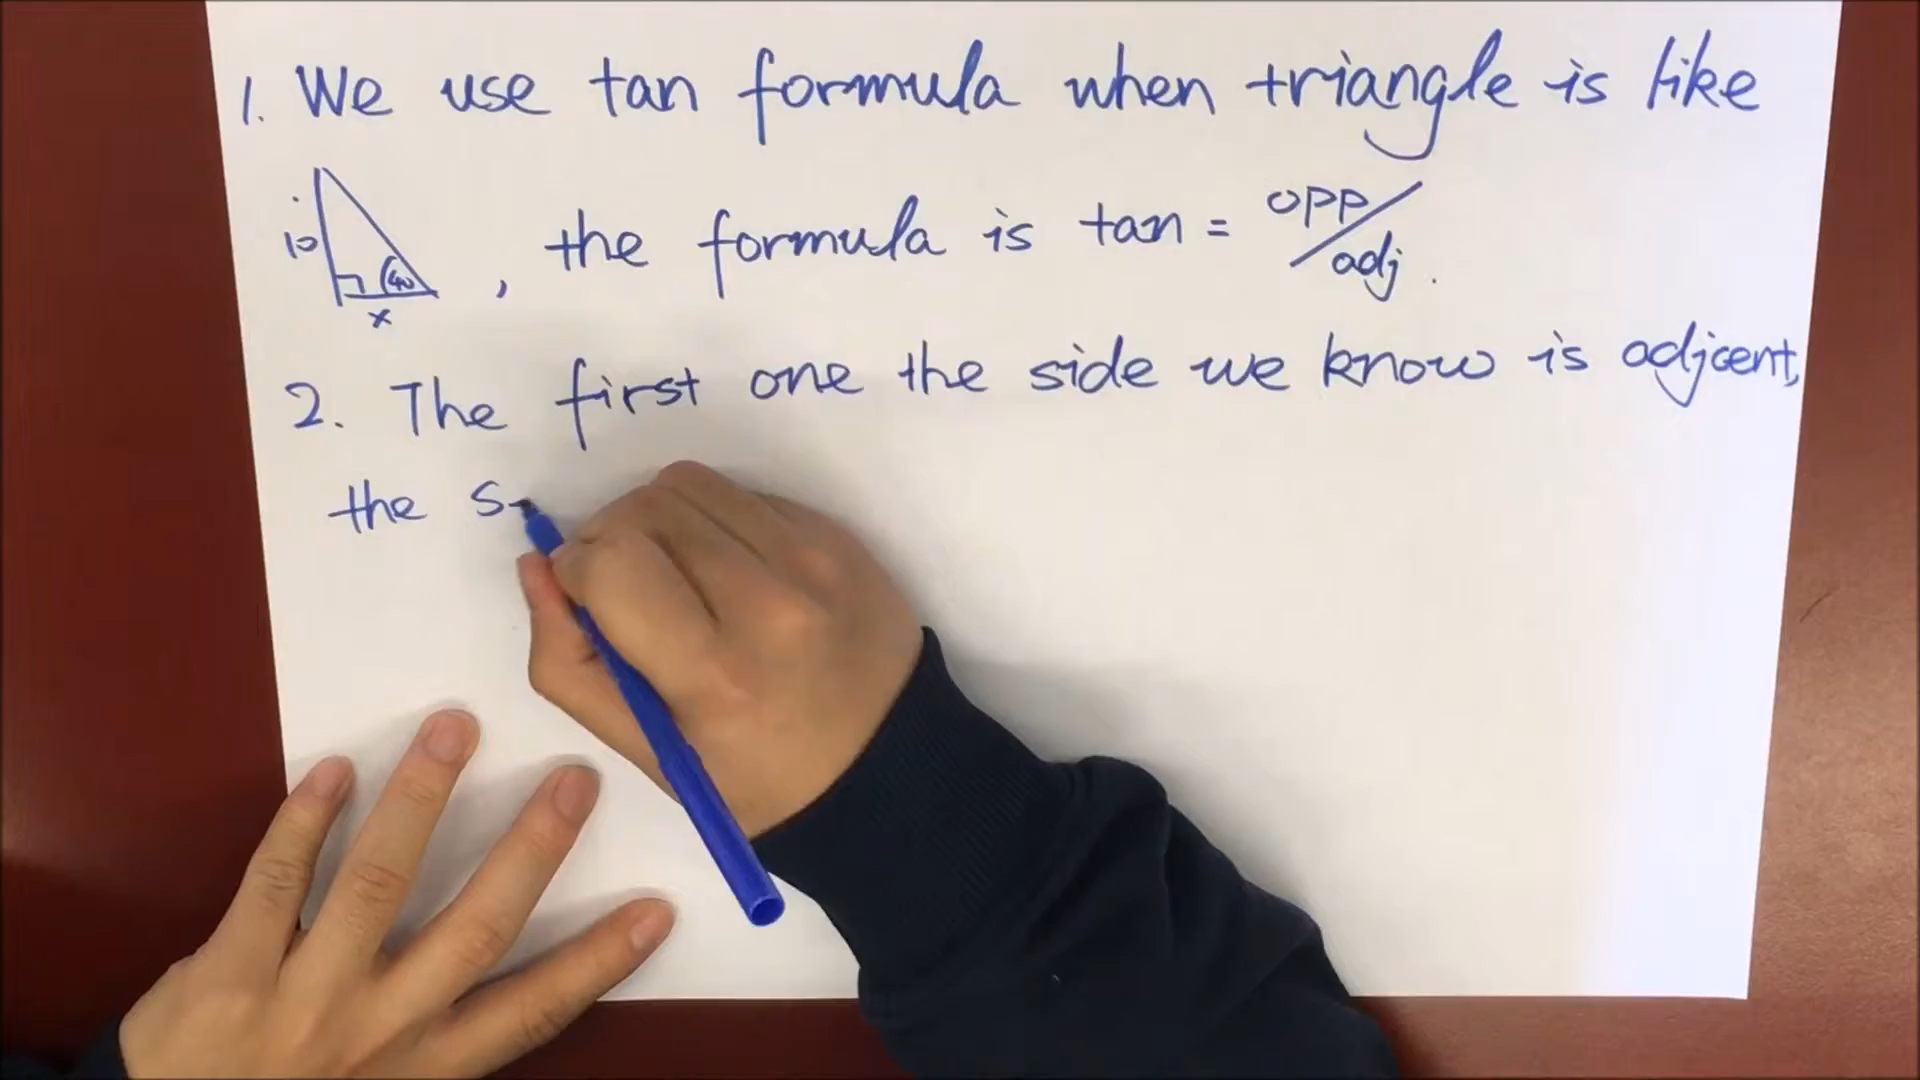 1. We use tan formula when triangle is like
10 40 x , the formula is tan = opp/adj.
2. The first one the side we know is adjcent,
the s